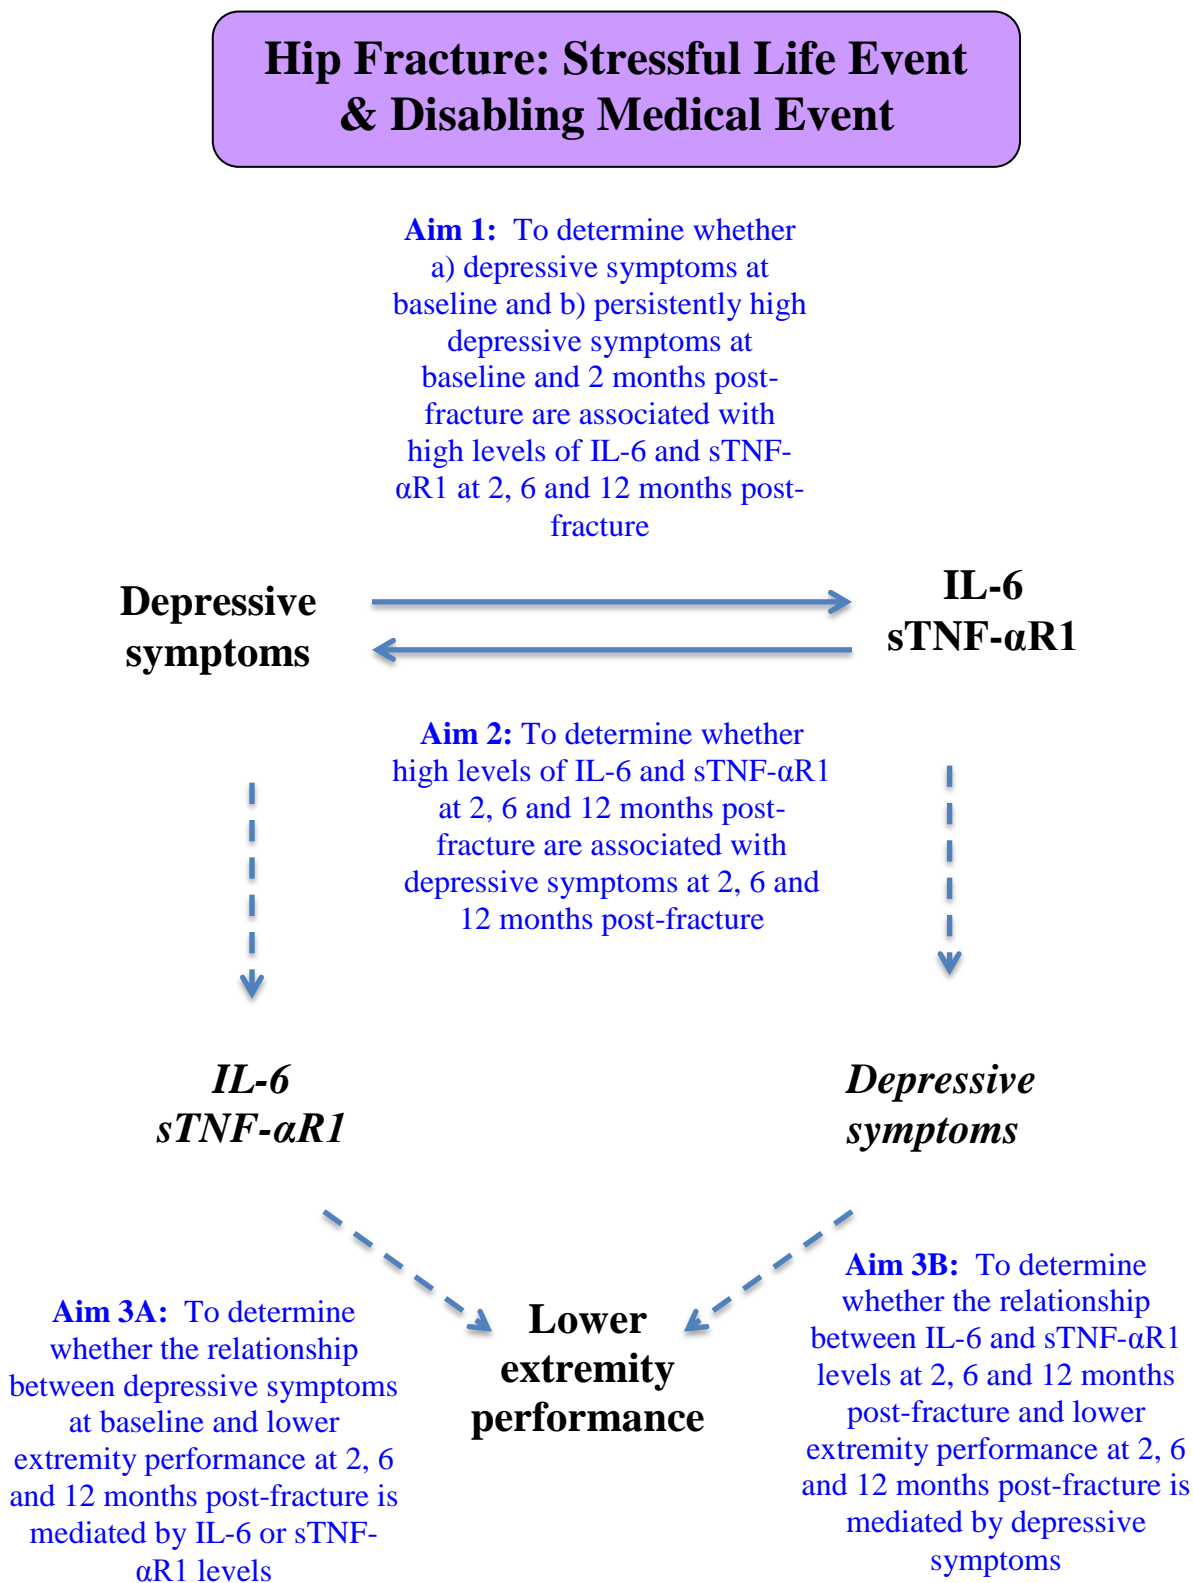 Hip Fracture: Stressful Life Event
& Disabling Medical Event
Aim 1: To determine whether
a) depressive symptoms at
baseline and b) persistently high
depressive symptoms at
baseline and 2 months post-
fracture are associated with
high levels of IL-6 and sTNF-
αR1 at 2, 6 and 12 months post-
fracture
Depressive
symptoms
IL-6
sTNF-αR1
Aim 2: To determine whether
high levels of IL-6 and sTNF-αR1
at 2, 6 and 12 months post-
fracture are associated with
depressive symptoms at 2, 6 and
12 months post-fracture
IL-6
sTNF-αR1
Depressive
symptoms
Aim 3A: To determine
whether the relationship
between depressive symptoms
at baseline and lower
extremity performance at 2, 6
and 12 months post-fracture is
mediated by IL-6 or sTNF-
αR1 levels
Lower
extremity
performance
Aim 3B: To determine
whether the relationship
between IL-6 and sTNF-αR1
levels at 2, 6 and 12 months
post-fracture and lower
extremity performance at 2, 6
and 12 months post-fracture is
mediated by depressive
symptoms